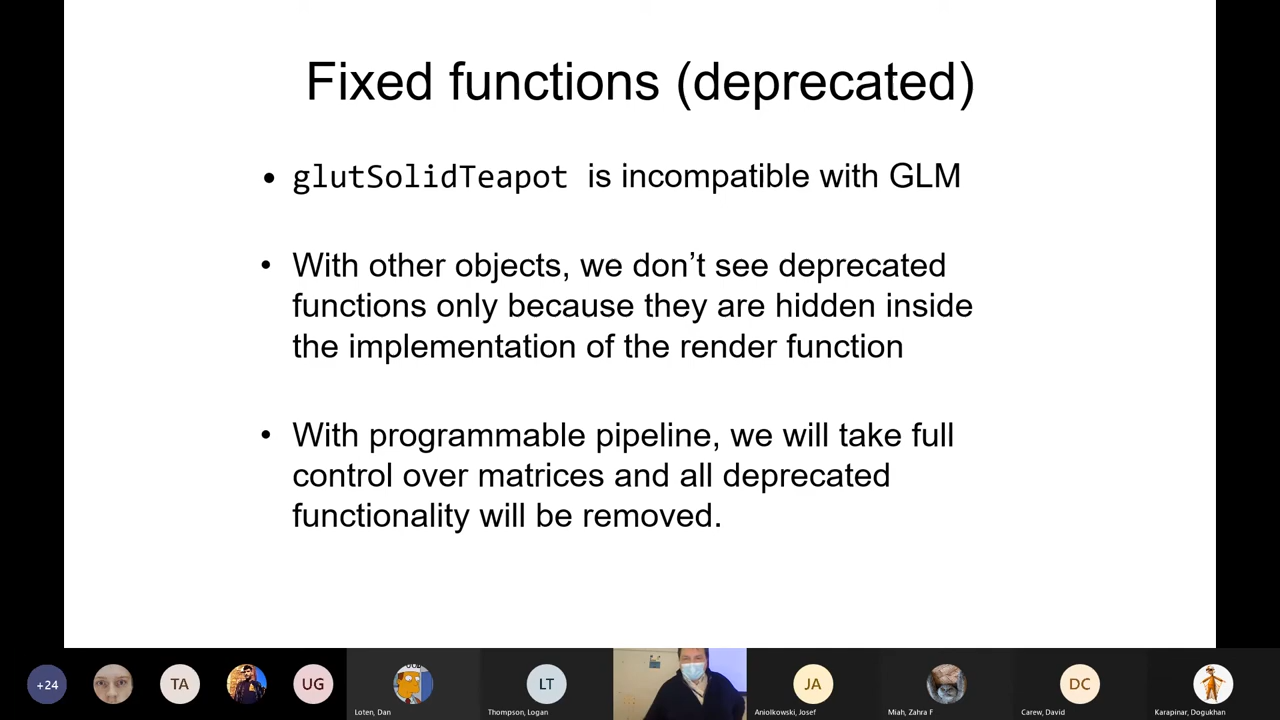 Fixed functions (deprecated)
• glutSolidTeapot is incompatible with GLM
• With other objects, we don’t see deprecated
functions only because they are hidden inside
the implementation of the render function
• With programmable pipeline, we will take full
control over matrices and all deprecated
functionality will be removed.
+24
TA
UG
LT
JA
DC
Loten, Dan
Thompson, Logan
Aniolkowski, Josef
Miah, Zahra F
Carew, David
Karapinar, Dogukhan